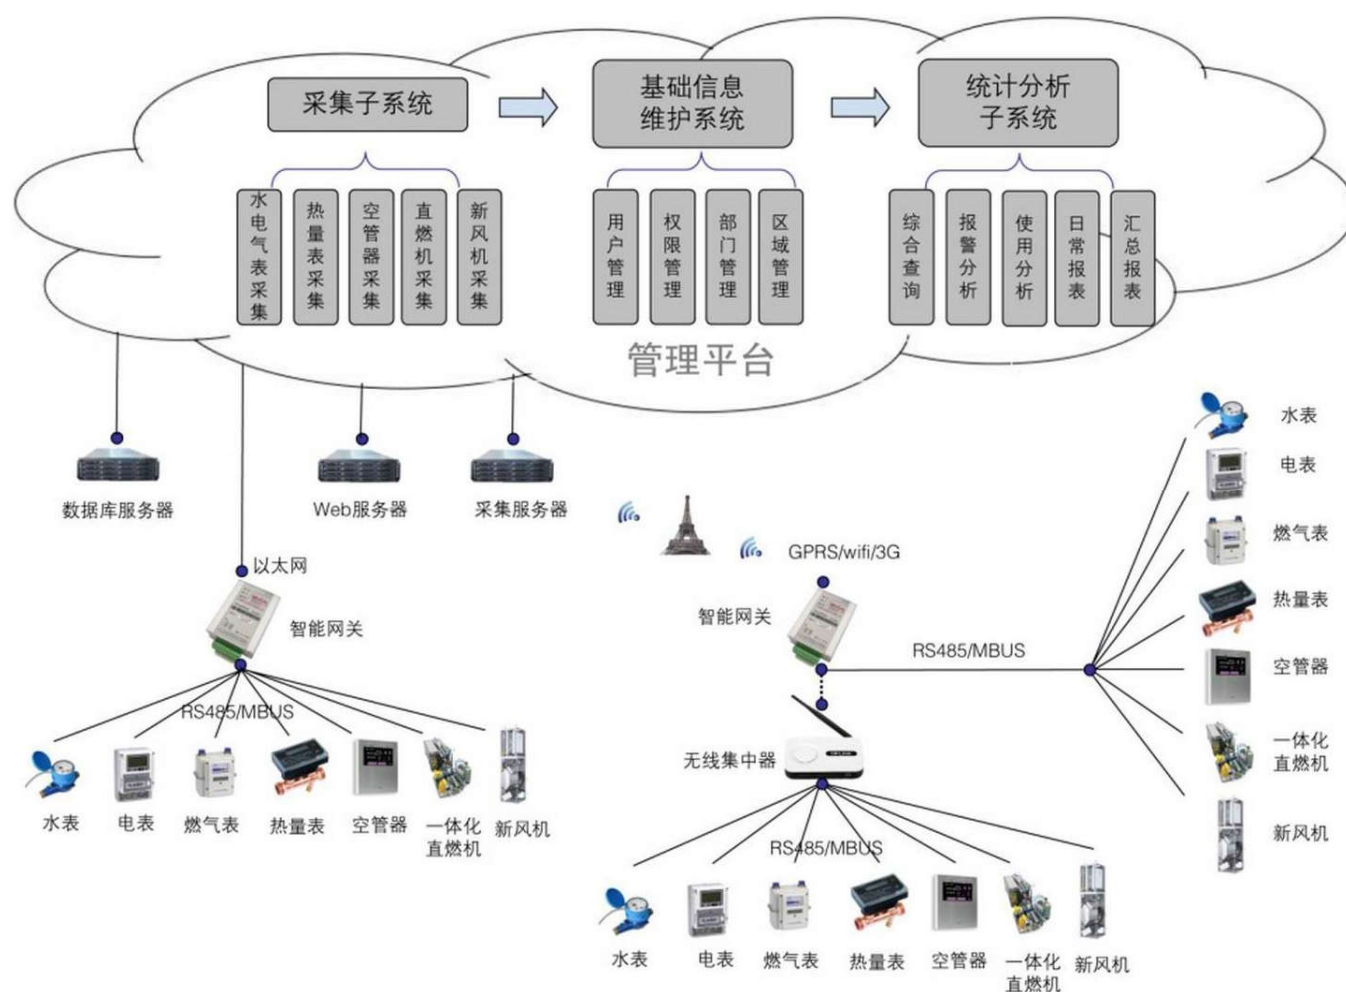 采集子系统
基础信息
维护系统
统计分析
子系统
水电气表采集
热量表采集
空管器采集
直燃机采集
新风机采集
用户管理
权限管理
部门管理
区域管理
综合查询
报警分析
使用分析
日常报表
汇总报表
管理平台
数据库服务器
Web服务器
采集服务器
以太网
智能网关
RS485/MBUS
水表
电表
燃气表
热量表
空管器
一体化
直燃机
新风机
GPRS/wifi/3G
智能网关
RS485/MBUS
无线集中器
RS485/MBUS
水表
电表
燃气表
热量表
空管器
一体化
直燃机
新风机
水表
电表
燃气表
热量表
空管器
一体化
直燃机
新风机